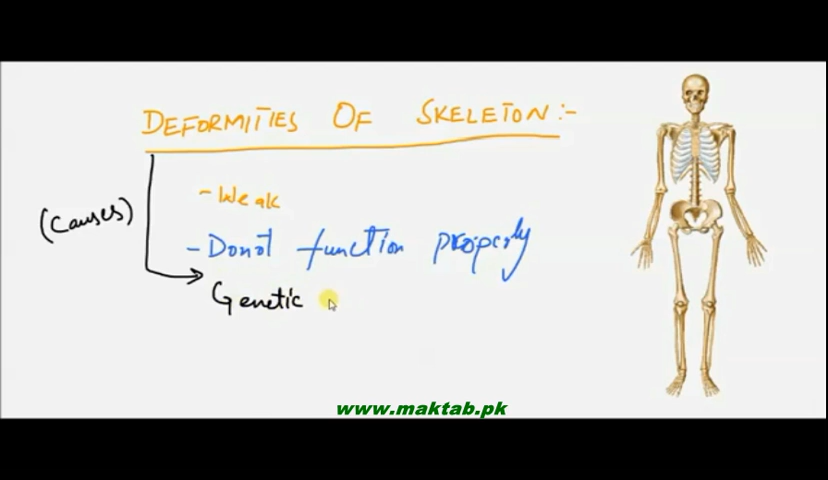 DEFORMITIES OF SKELETON:-
- Weak
(Causes)
- Donot function properly
Genetic
www.maktab.pk